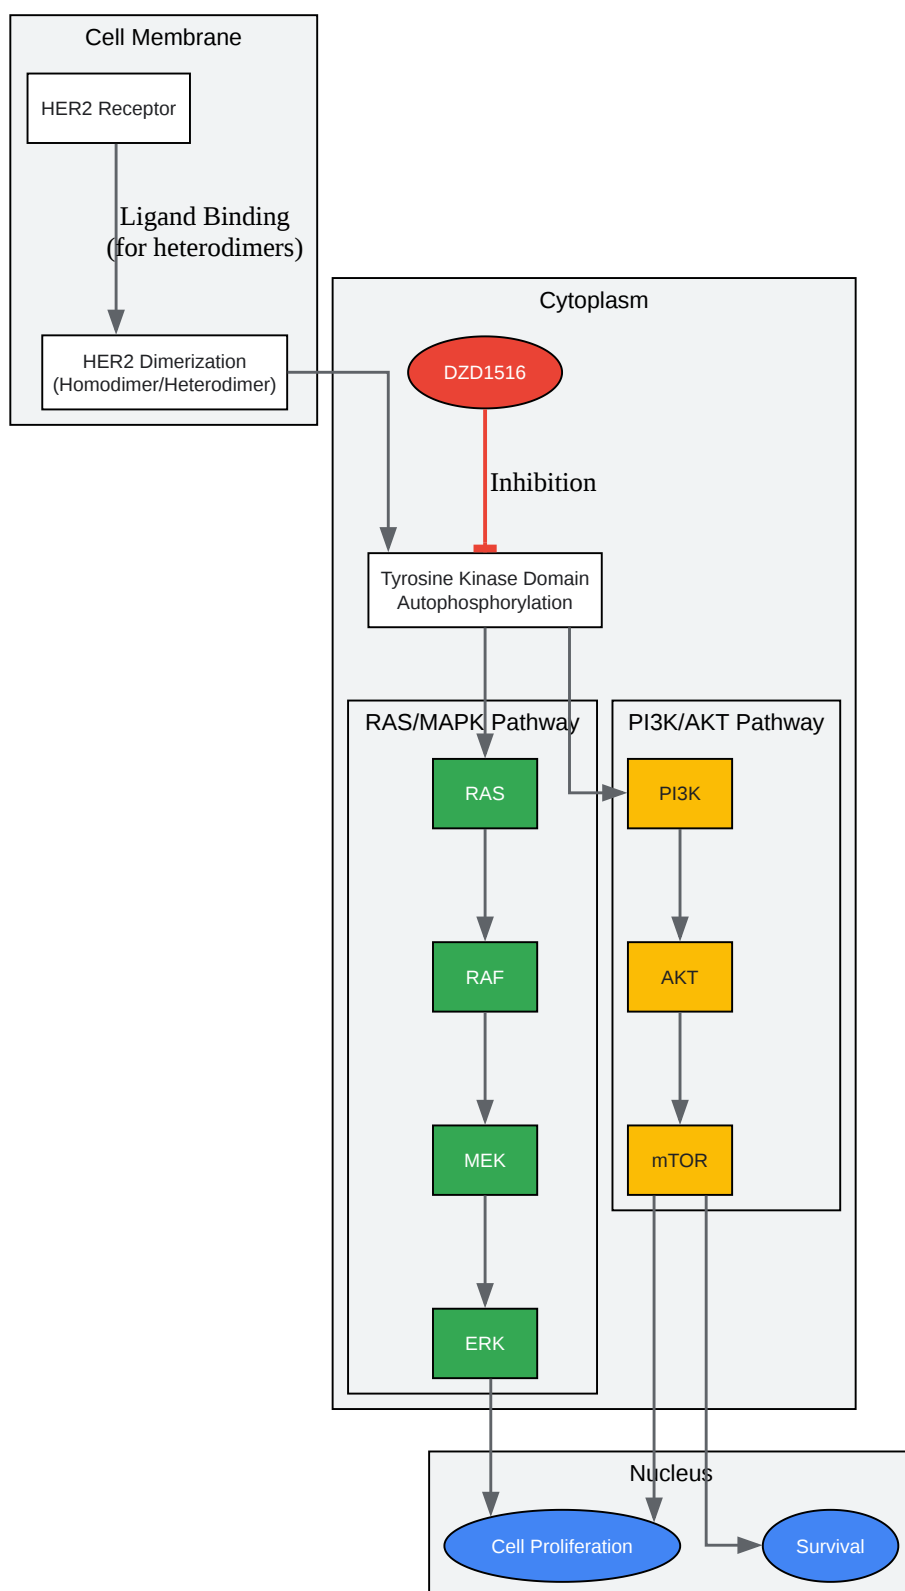 Cell Membrane
HER2 Receptor
Ligand Binding
(for heterodimers)
HER2 Dimerization
(Homodimer/Heterodimer)
Cytoplasm
DZD1516
Inhibition
Tyrosine Kinase Domain
Autophosphorylation
RAS/MAPK Pathway
PI3K/AKT Pathway
RAS
PI3K
RAF
AKT
MEK
mTOR
ERK
Nucleus
Cell Proliferation
Survival